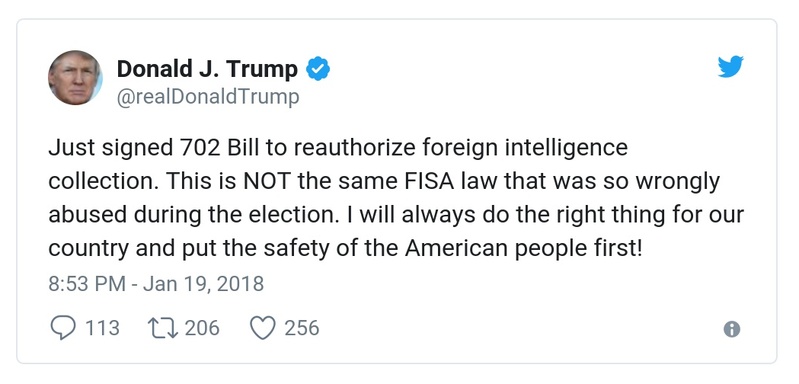 Donald J. Trump
@realDonaldTrump
Just signed 702 Bill to reauthorize foreign intelligence
collection. This is NOT the same FISA law that was so wrongly
abused during the election. I will always do the right thing for our
country and put the safety of the American people first!
8:53 PM - Jan 19, 2018
113 206 256